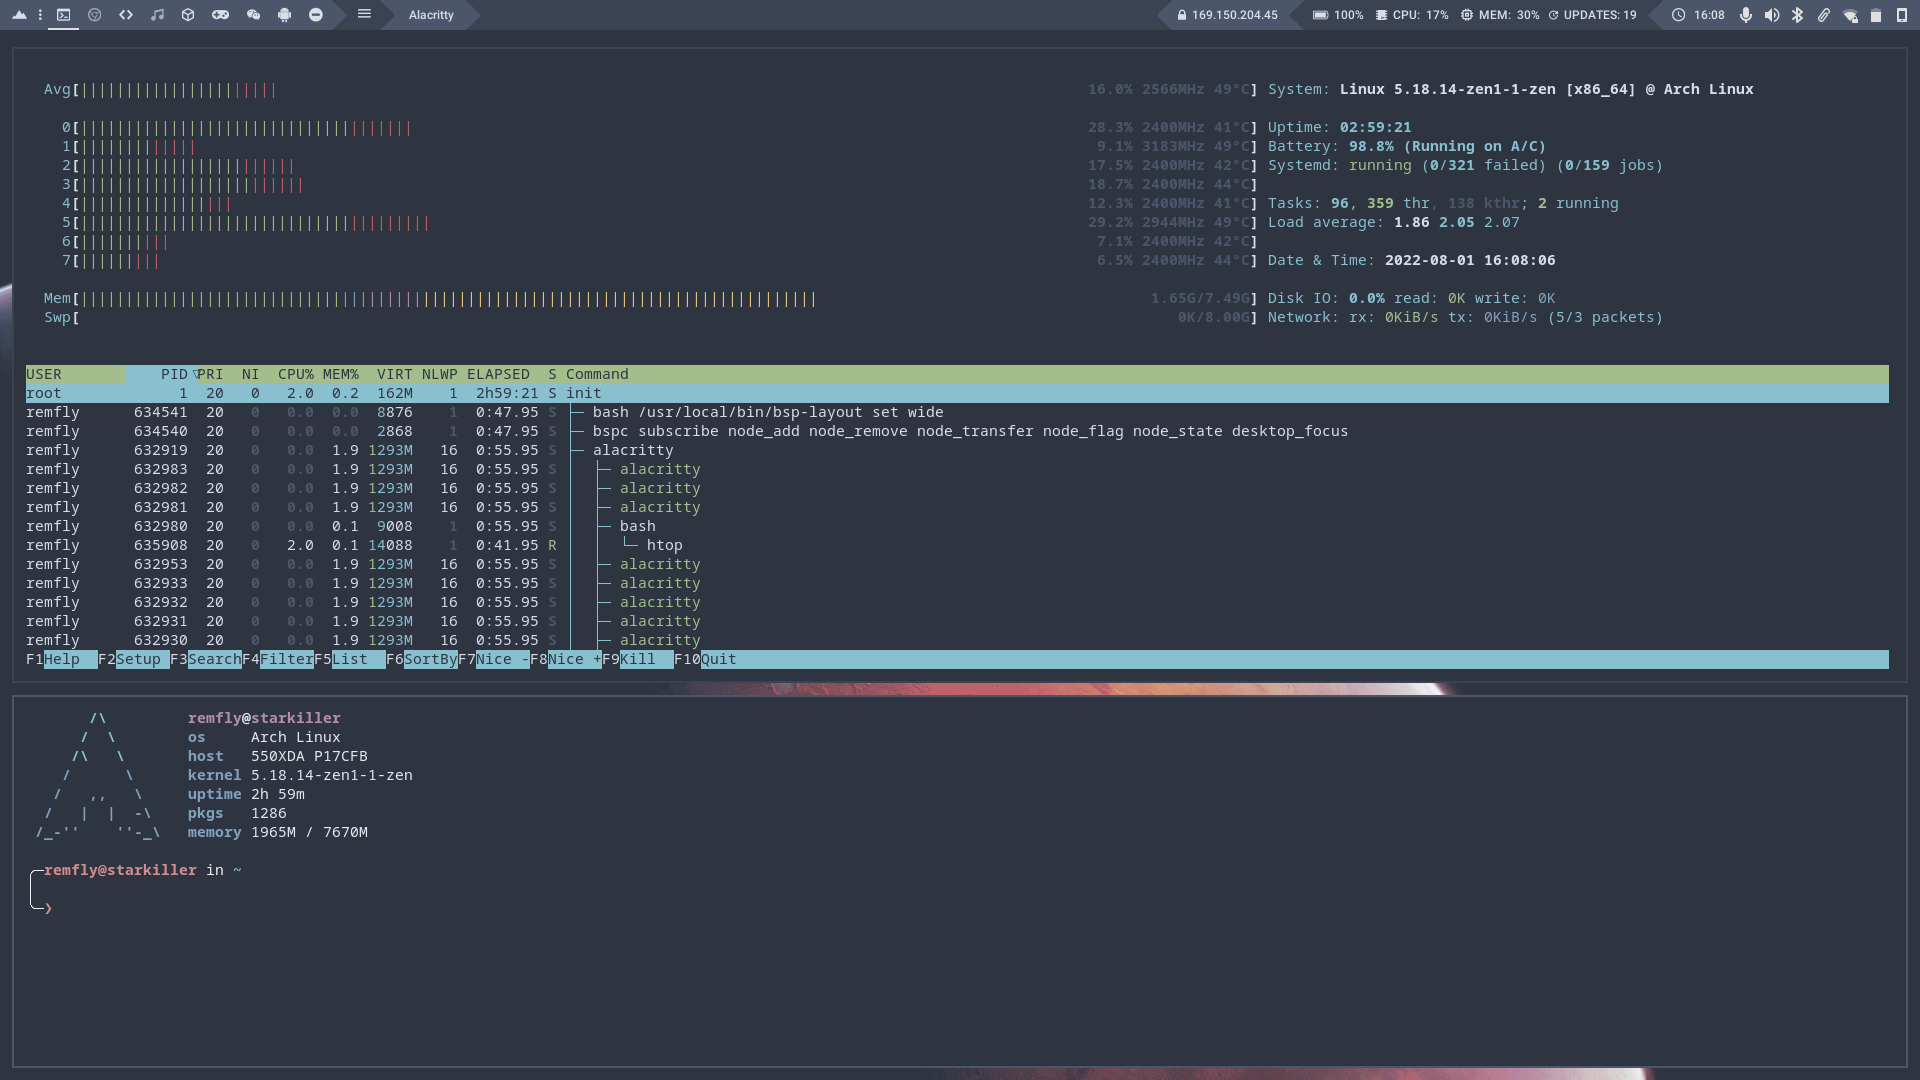 Alacritty 169.150.204.45 100% CPU: 17% MEM: 30% UPDATES: 19 16:08
Avg[ 16.0% 2566MHz 49°C] System: Linux 5.18.14-zen1-1-zen [x86_64] @ Arch Linux
0[ 28.3% 2400MHz 41°C] Uptime: 02:59:21
1[ 9.1% 3183MHz 49°C] Battery: 98.8% (Running on A/C)
2[ 17.5% 2400MHz 42°C] Systemd: running (0/321 failed) (0/159 jobs)
3[ 18.7% 2400MHz 44°C]
4[ 12.3% 2400MHz 41°C] Tasks: 96, 359 thr, 138 kthr; 2 running
5[ 29.2% 2944MHz 49°C] Load average: 1.86 2.05 2.07
6[ 7.1% 2400MHz 42°C]
7[ 6.5% 2400MHz 44°C] Date & Time: 2022-08-01 16:08:06
Mem[ 1.65G/7.49G] Disk IO: 0.0% read: 0K write: 0K
Swp[ 0K/8.00G] Network: rx: 0KiB/s tx: 0KiB/s (5/3 packets)
USER PID ▽PRI NI CPU% MEM% VIRT NLWP ELAPSED S Command
root 1 20 0 2.0 0.2 162M 1 2h59:21 S init
remfly 634541 20 0 0.0 0.0 8876 1 0:47.95 S ├─ bash /usr/local/bin/bsp-layout set wide
remfly 634540 20 0 0.0 0.0 2868 1 0:47.95 S ├─ bspc subscribe node_add node_remove node_transfer node_flag node_state desktop_focus
remfly 632919 20 0 0.0 1.9 1293M 16 0:55.95 S ├─ alacritty
remfly 632983 20 0 0.0 1.9 1293M 16 0:55.95 S │ ├─ alacritty
remfly 632982 20 0 0.0 1.9 1293M 16 0:55.95 S │ ├─ alacritty
remfly 632981 20 0 0.0 1.9 1293M 16 0:55.95 S │ ├─ alacritty
remfly 632980 20 0 0.0 0.1 9008 1 0:55.95 S │ ├─ bash
remfly 635908 20 0 2.0 0.1 14088 1 0:41.95 R │ │ └─ htop
remfly 632953 20 0 0.0 1.9 1293M 16 0:55.95 S │ ├─ alacritty
remfly 632933 20 0 0.0 1.9 1293M 16 0:55.95 S │ ├─ alacritty
remfly 632932 20 0 0.0 1.9 1293M 16 0:55.95 S │ ├─ alacritty
remfly 632931 20 0 0.0 1.9 1293M 16 0:55.95 S │ ├─ alacritty
remfly 632930 20 0 0.0 1.9 1293M 16 0:55.95 S │ ├─ alacritty
F1Help F2Setup F3SearchF4FilterF5List F6SortByF7Nice -F8Nice +F9Kill F10Quit
remfly@starkiller
os Arch Linux
host 550XDA P17CFB
kernel 5.18.14-zen1-1-zen
uptime 2h 59m
pkgs 1286
memory 1965M / 7670M
remfly@starkiller in ~
❯